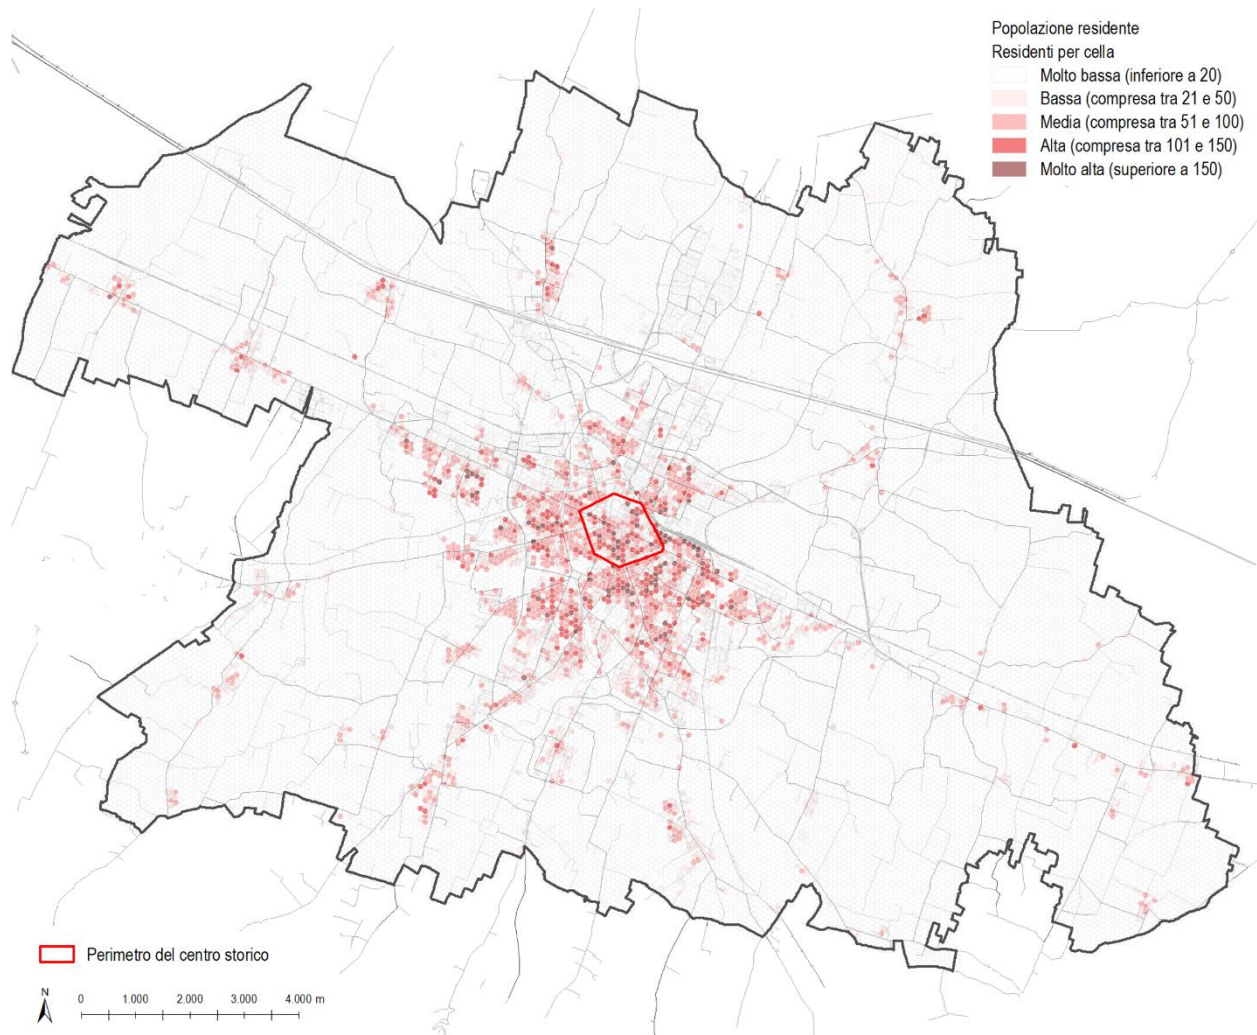 Popolazione residente
Residenti per cella
Molto bassa (inferiore a 20)
Bassa (compresa tra 21 e 50)
Media (compresa tra 51 e 100)
Alta (compresa tra 101 e 150)
Molto alta (superiore a 150)
Perimetro del centro storico
N
0 1.000 2.000 3.000 4.000 m